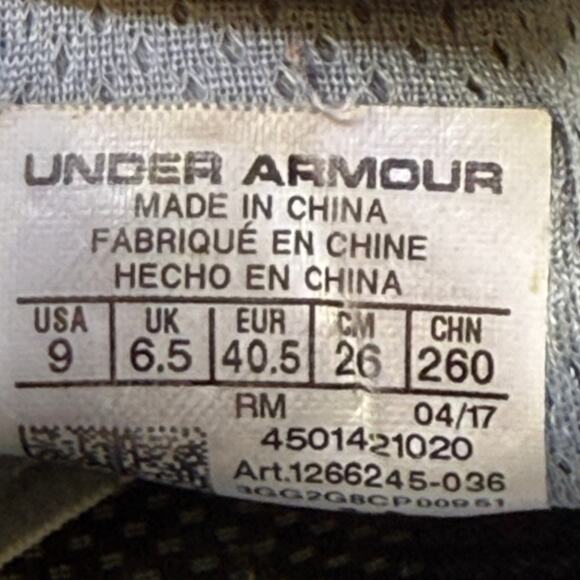 UNDER ARMOUR
MADE IN CHINA
FABRIQUÉ EN CHINE
HECHO EN CHINA
USA UK EUR CM CHN
9 6.5 40.5 26 260
RM 04/17
4501421020
Art.1266245-036